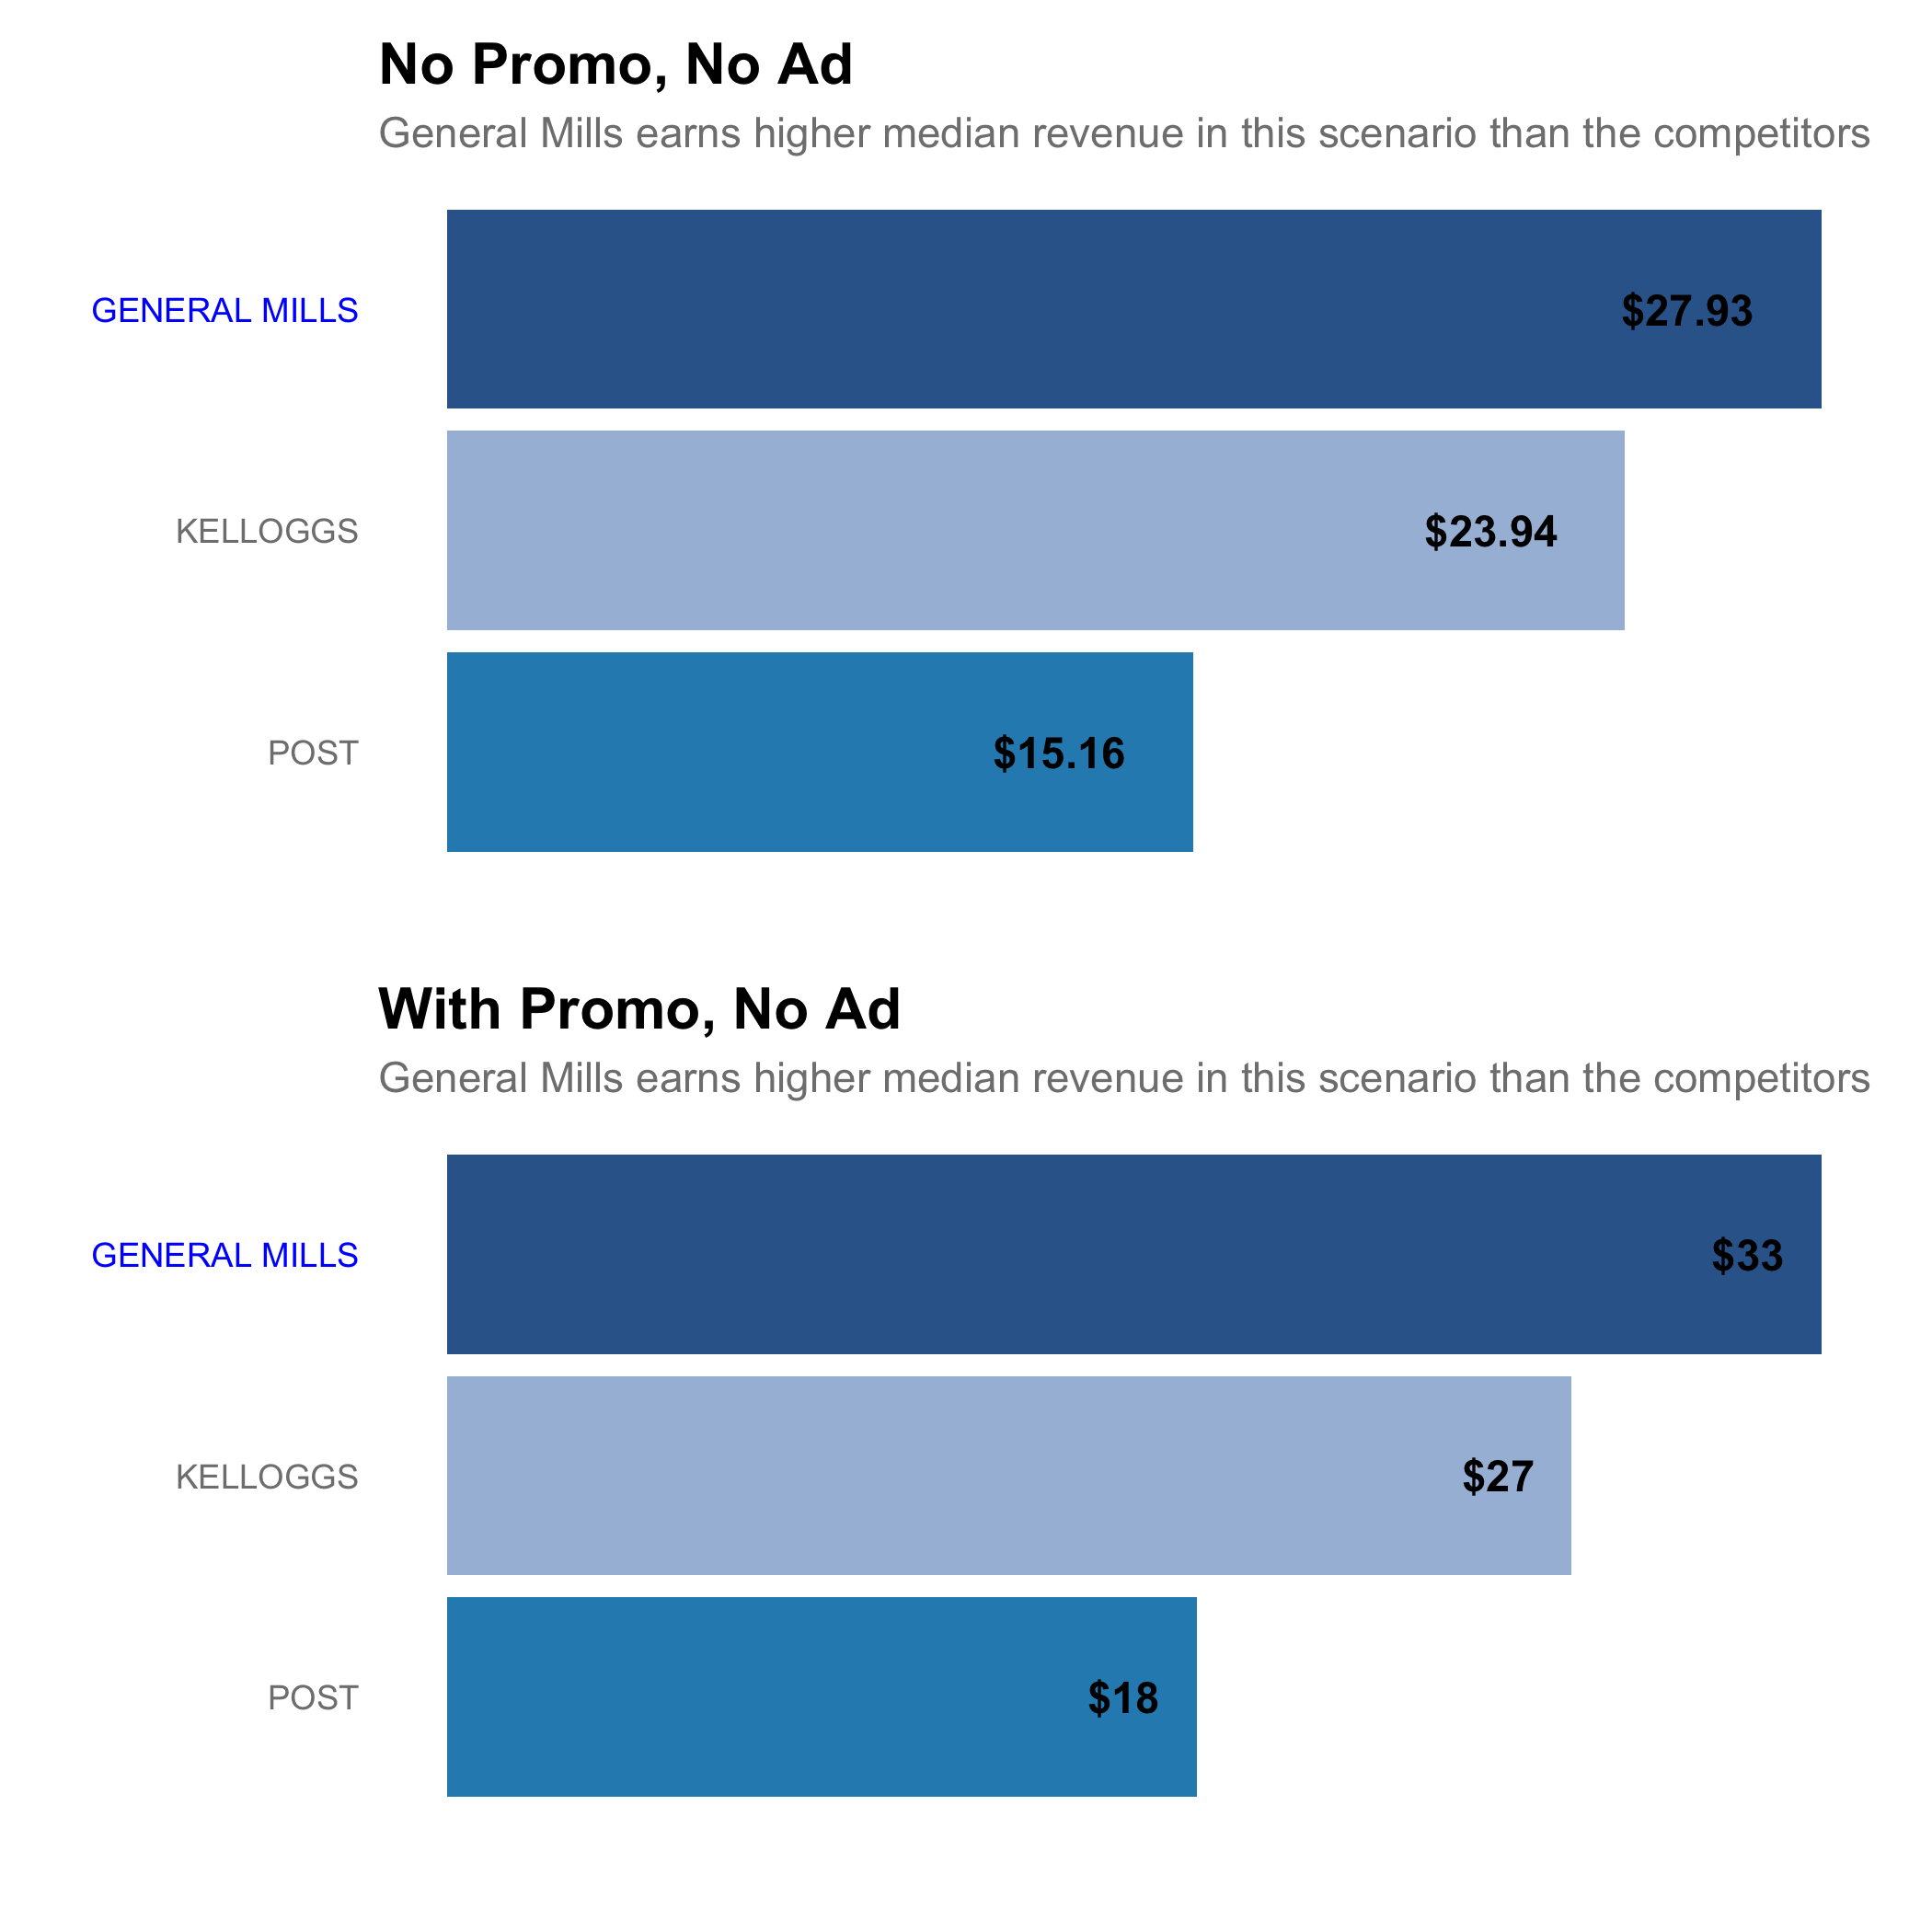 No Promo, No Ad
General Mills earns higher median revenue in this scenario than the competitors
GENERAL MILLS
$27.93
KELLOGGS
$23.94
POST
$15.16
With Promo, No Ad
General Mills earns higher median revenue in this scenario than the competitors
GENERAL MILLS
$33
KELLOGGS
$27
POST
$18